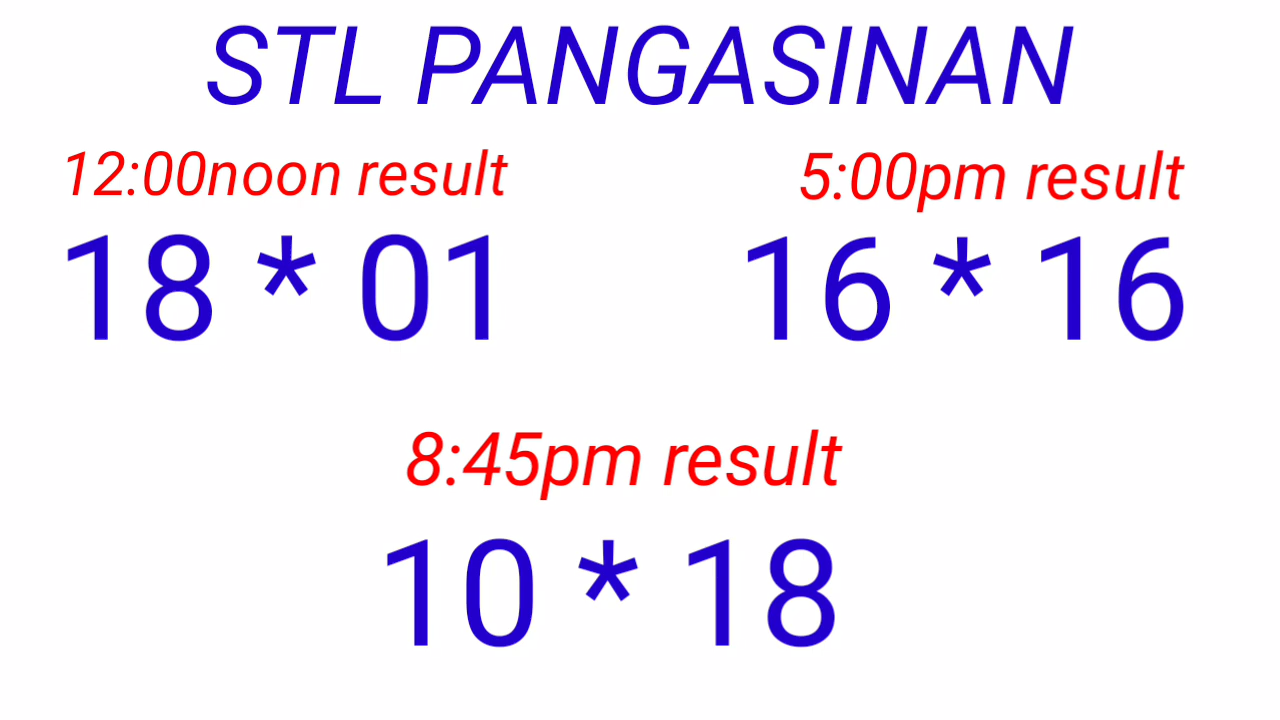 STL PANGASINAN
12:00noon result
18 * 01
5:00pm result
16 * 16
8:45pm result
10 * 18